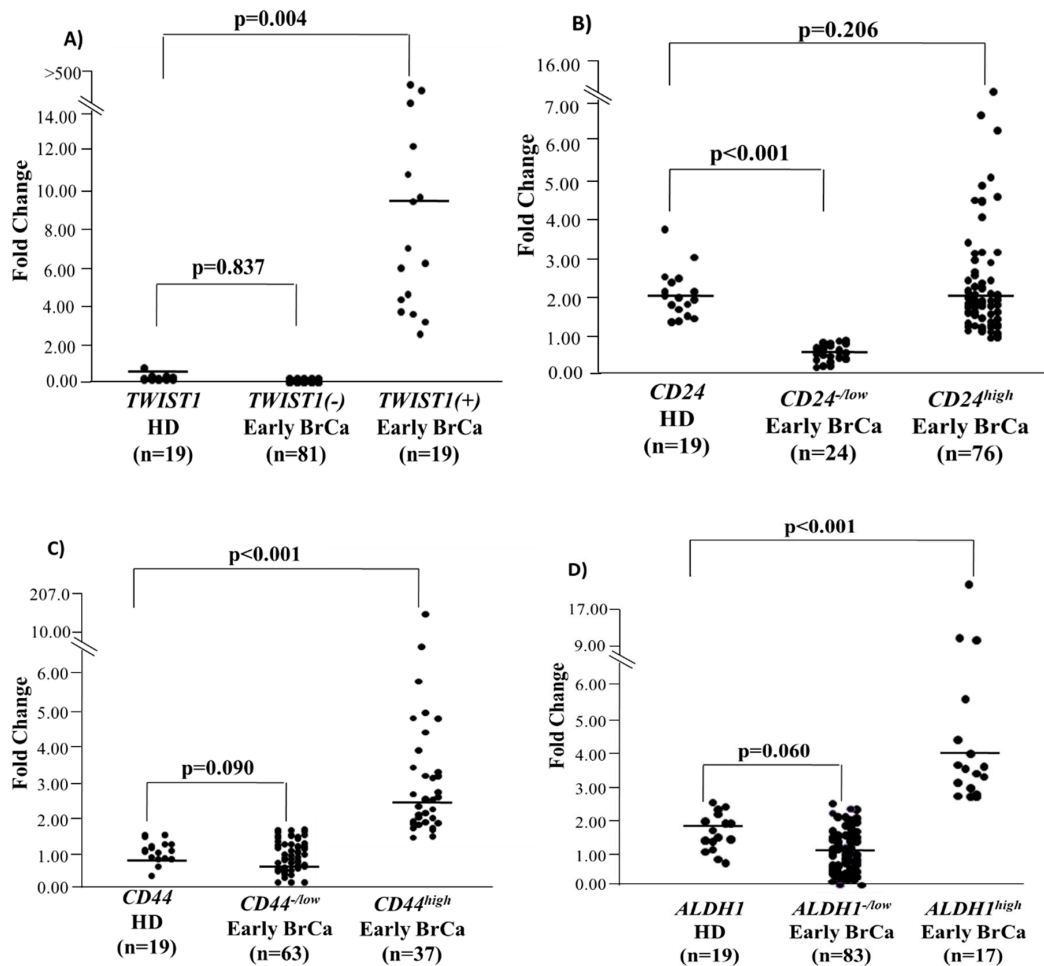 A)
p=0.004
>500
14.00
12.00
10.00
8.00
6.00
4.00
2.00
0.00
Fold Change
p=0.837
TWIST1
HD
(n=19)
TWIST1(-)
Early BrCa
(n=81)
TWIST1(+)
Early BrCa
(n=19)
B)
p=0.206
16.00
7.00
6.00
5.00
4.00
3.00
2.00
1.00
0.00
Fold Change
p<0.001
CD24
HD
(n=19)
CD24-/low
Early BrCa
(n=24)
CD24high
Early BrCa
(n=76)
C)
p<0.001
207.0
10.00
6.00
5.00
4.00
3.00
2.00
1.00
0.00
Fold Change
p=0.090
CD44
HD
(n=19)
CD44-/low
Early BrCa
(n=63)
CD44high
Early BrCa
(n=37)
D)
p<0.001
17.00
9.00
6.00
5.00
4.00
3.00
2.00
1.00
0.00
Fold Change
p=0.060
ALDH1
HD
(n=19)
ALDH1-/low
Early BrCa
(n=83)
ALDH1high
Early BrCa
(n=17)